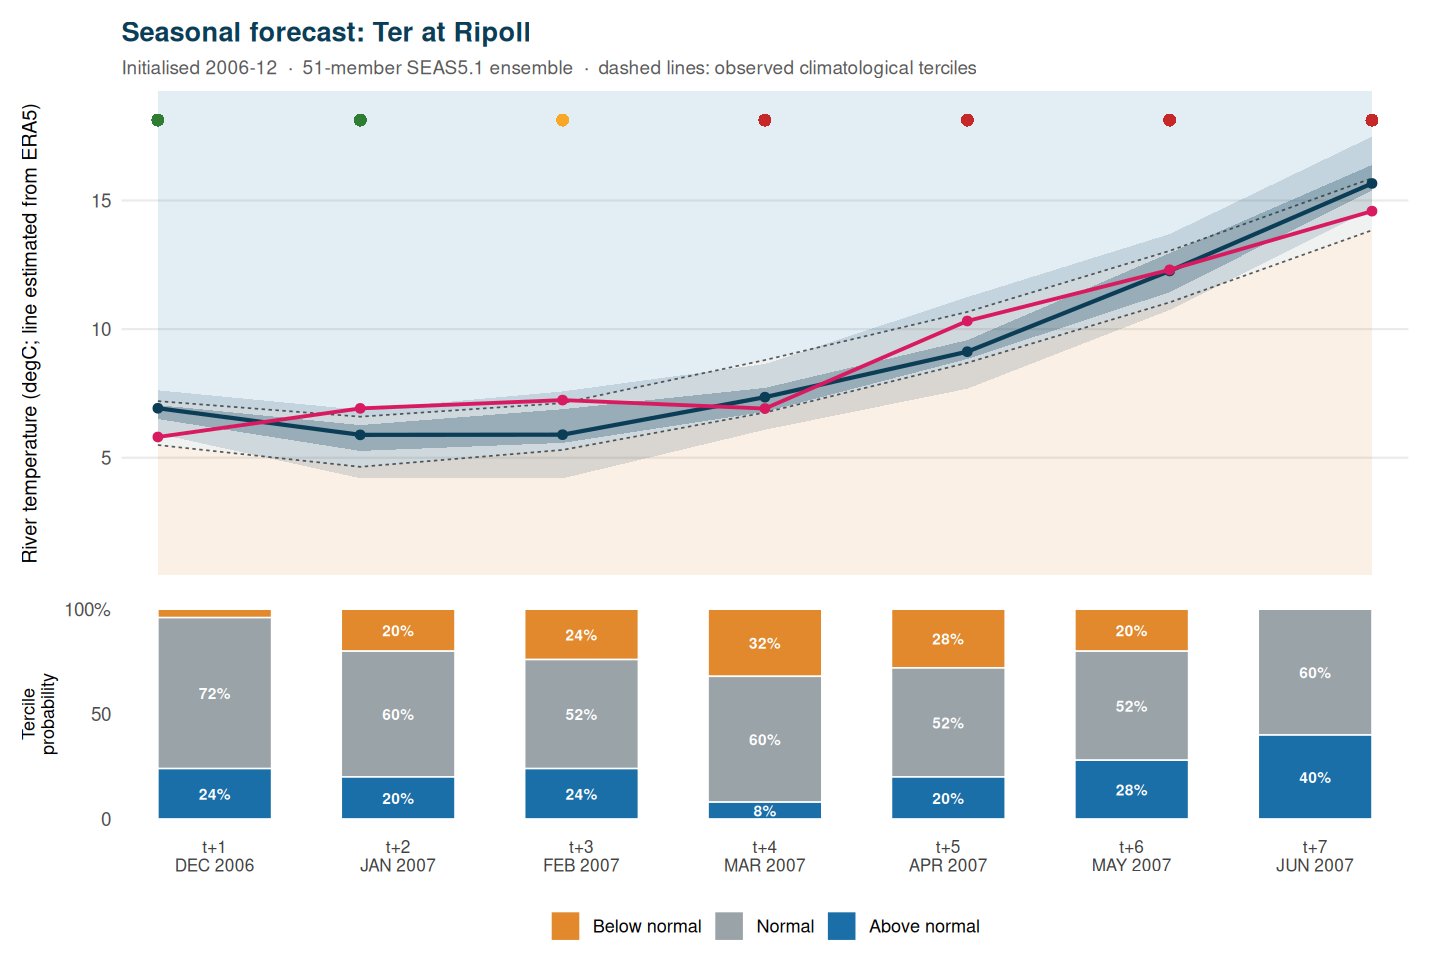 Seasonal forecast: Ter at Ripoll
Initialised 2006-12 · 51-member SEAS5.1 ensemble · dashed lines: observed climatological terciles
River temperature (degC; line estimated from ERA5)
15
10
5
Tercile
probability
100%
50
0
20%
24%
32%
28%
20%
72%
60%
52%
60%
52%
52%
60%
24%
20%
24%
8%
20%
28%
40%
t+1
DEC 2006
t+2
JAN 2007
t+3
FEB 2007
t+4
MAR 2007
t+5
APR 2007
t+6
MAY 2007
t+7
JUN 2007
Below normal
Normal
Above normal